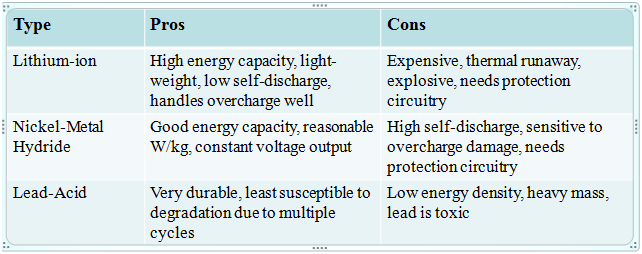 Type Pros Cons
Lithium-ion High energy capacity, light- Expensive, thermal runaway,
weight, low self-discharge, explosive, needs protection
handles overcharge well circuitry
Nickel-Metal Good energy capacity, reasonable High self-discharge, sensitive to
Hydride W/kg, constant voltage output overcharge damage, needs
protection circuitry
Lead-Acid Very durable, least susceptible to Low energy density, heavy mass,
degradation due to multiple lead is toxic
cycles